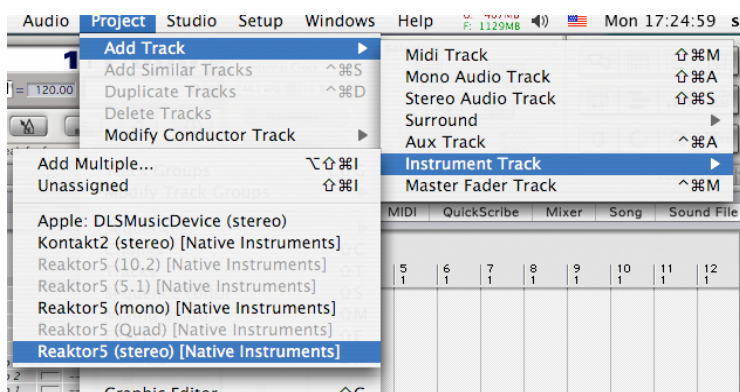 Audio Project Studio Setup Windows Help F: 1129MB Mon 17:24:59
Add Track
Add Similar Tracks ^⌘S
Duplicate Tracks ^⌘D
Delete Tracks
Modify Conductor Track
= 120.00
Midi Track ⇧⌘M
Mono Audio Track ⇧⌘A
Stereo Audio Track ⇧⌘S
Surround
Aux Track ^⌘A
Instrument Track
Master Fader Track ^⌘M
Add Multiple... ⌥⇧⌘I
Unassigned ⇧⌘I
Apple: DLSMusicDevice (stereo)
Kontakt2 (stereo) [Native Instruments]
Reaktor5 (10.2) [Native Instruments]
Reaktor5 (5.1) [Native Instruments]
Reaktor5 (mono) [Native Instruments]
Reaktor5 (Quad) [Native Instruments]
Reaktor5 (stereo) [Native Instruments]
MIDI QuickScribe Mixer Song Sound File
5 6 7 8 9 10 11 12
1 1 1 1 1 1 1 1